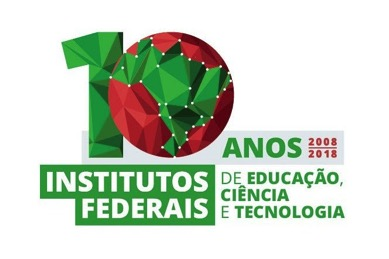 10 ANOS 2008
2018
INSTITUTOS
FEDERAIS
DE EDUCAÇÃO,
CIÊNCIA
E TECNOLOGIA